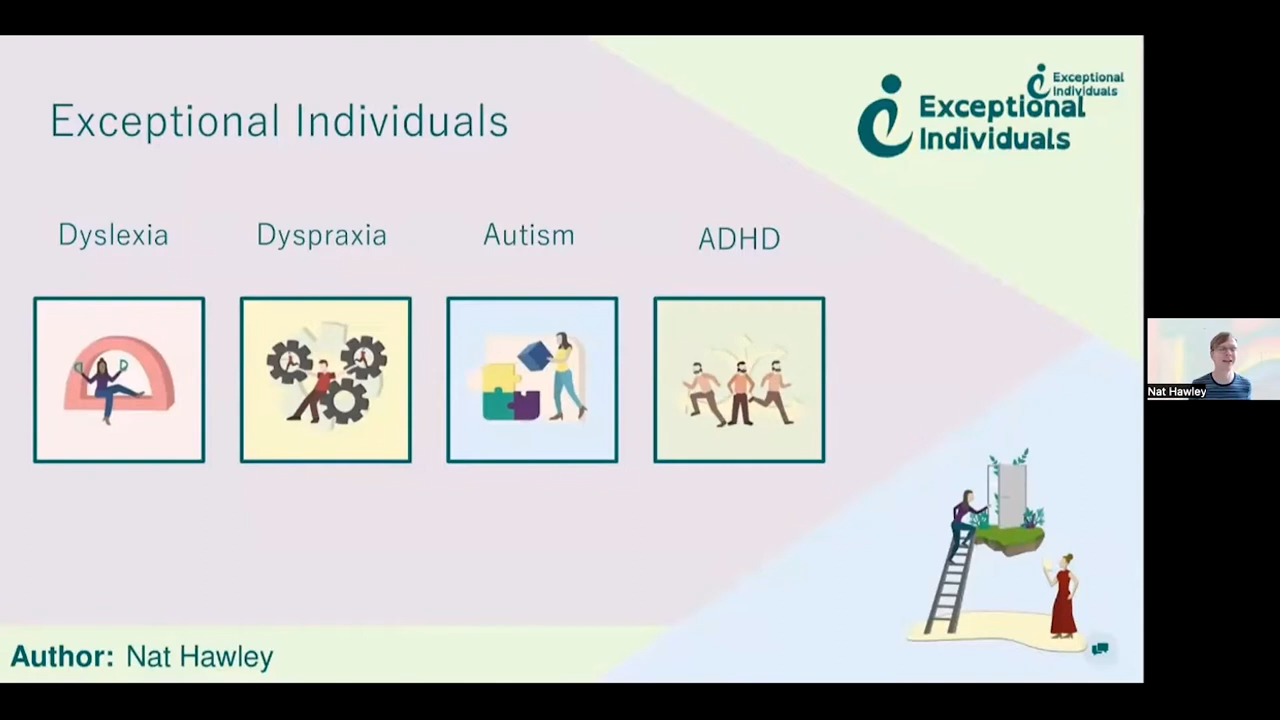 Exceptional Individuals
Exceptional
Individuals
Exceptional
Individuals
Dyslexia
Dyspraxia
Autism
ADHD
Nat Hawley
Author: Nat Hawley